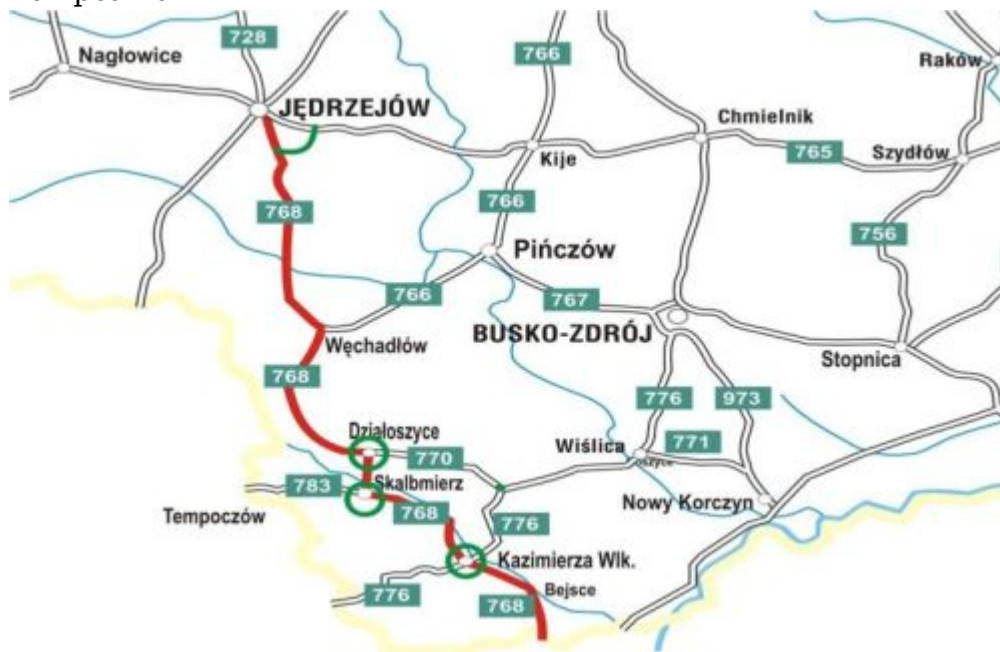 728
Nagłowice
766
Raków
JĘDRZEJÓW
Chmielnik
Kije
765
Szydłów
768
766
756
Pińczów
766
767
BUSKO-ZDRÓJ
Węchadłów
Stopnica
768
776
973
Działoszyce
Wiślica
771
770
783
Skalbmierz
Nowy Korczyn
Tempoczów
768
776
Kazimierza Wlk.
776
Bejsce
768